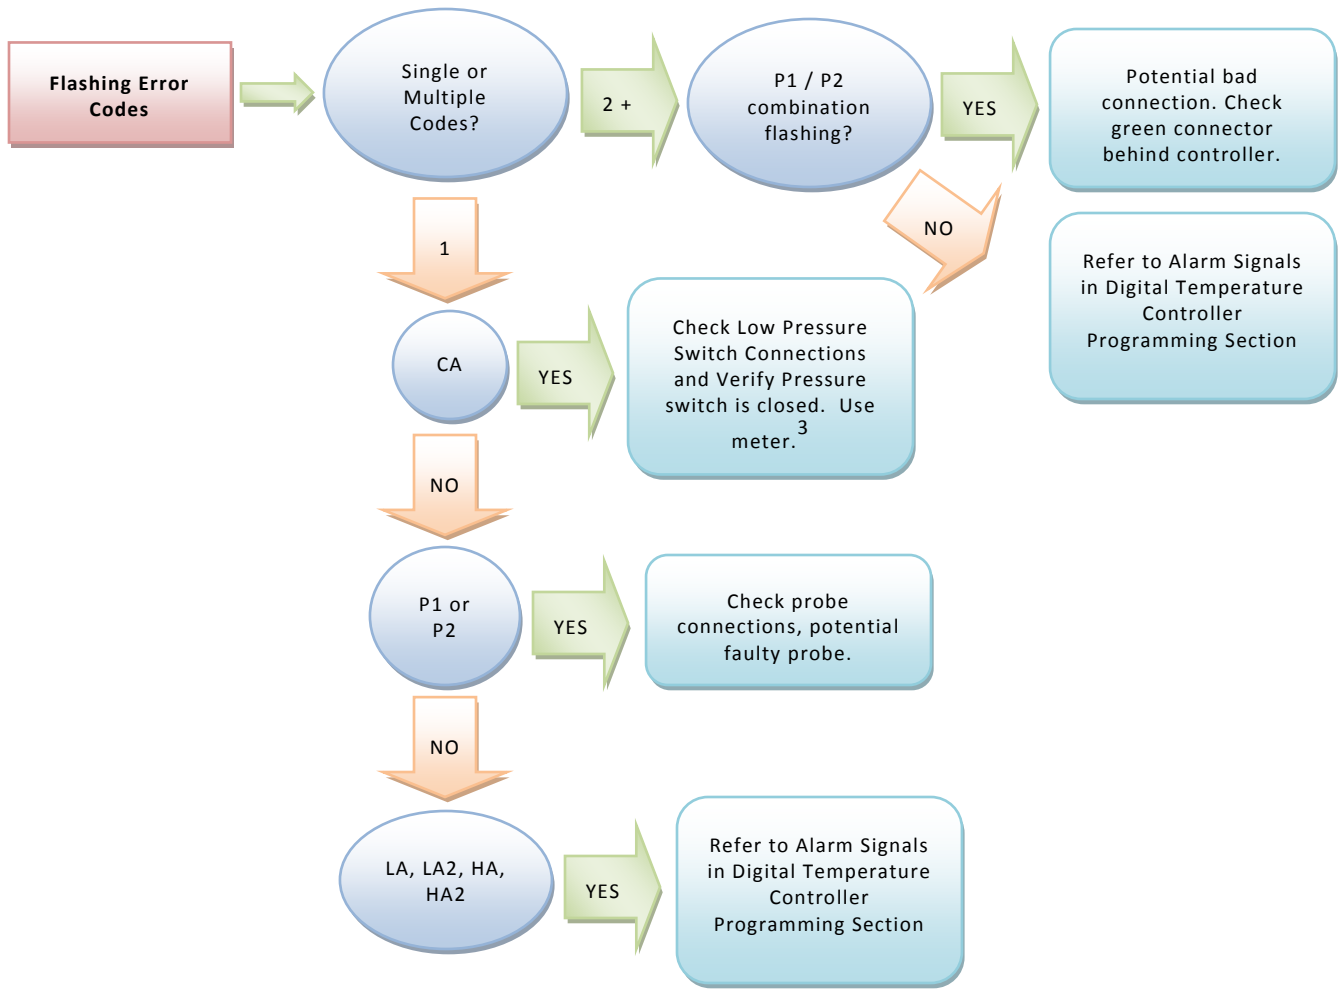 Flashing Error
Codes
Single or
Multiple
Codes?
2 +
P1 / P2
combination
flashing?
YES
Potential bad
connection. Check
green connector
behind controller.
NO
Refer to Alarm Signals
in Digital Temperature
Controller
Programming Section
1
CA
YES
Check Low Pressure
Switch Connections
and Verify Pressure
switch is closed. Use
meter.3
NO
P1 or
P2
YES
Check probe
connections, potential
faulty probe.
NO
LA, LA2, HA,
HA2
YES
Refer to Alarm Signals
in Digital Temperature
Controller
Programming Section